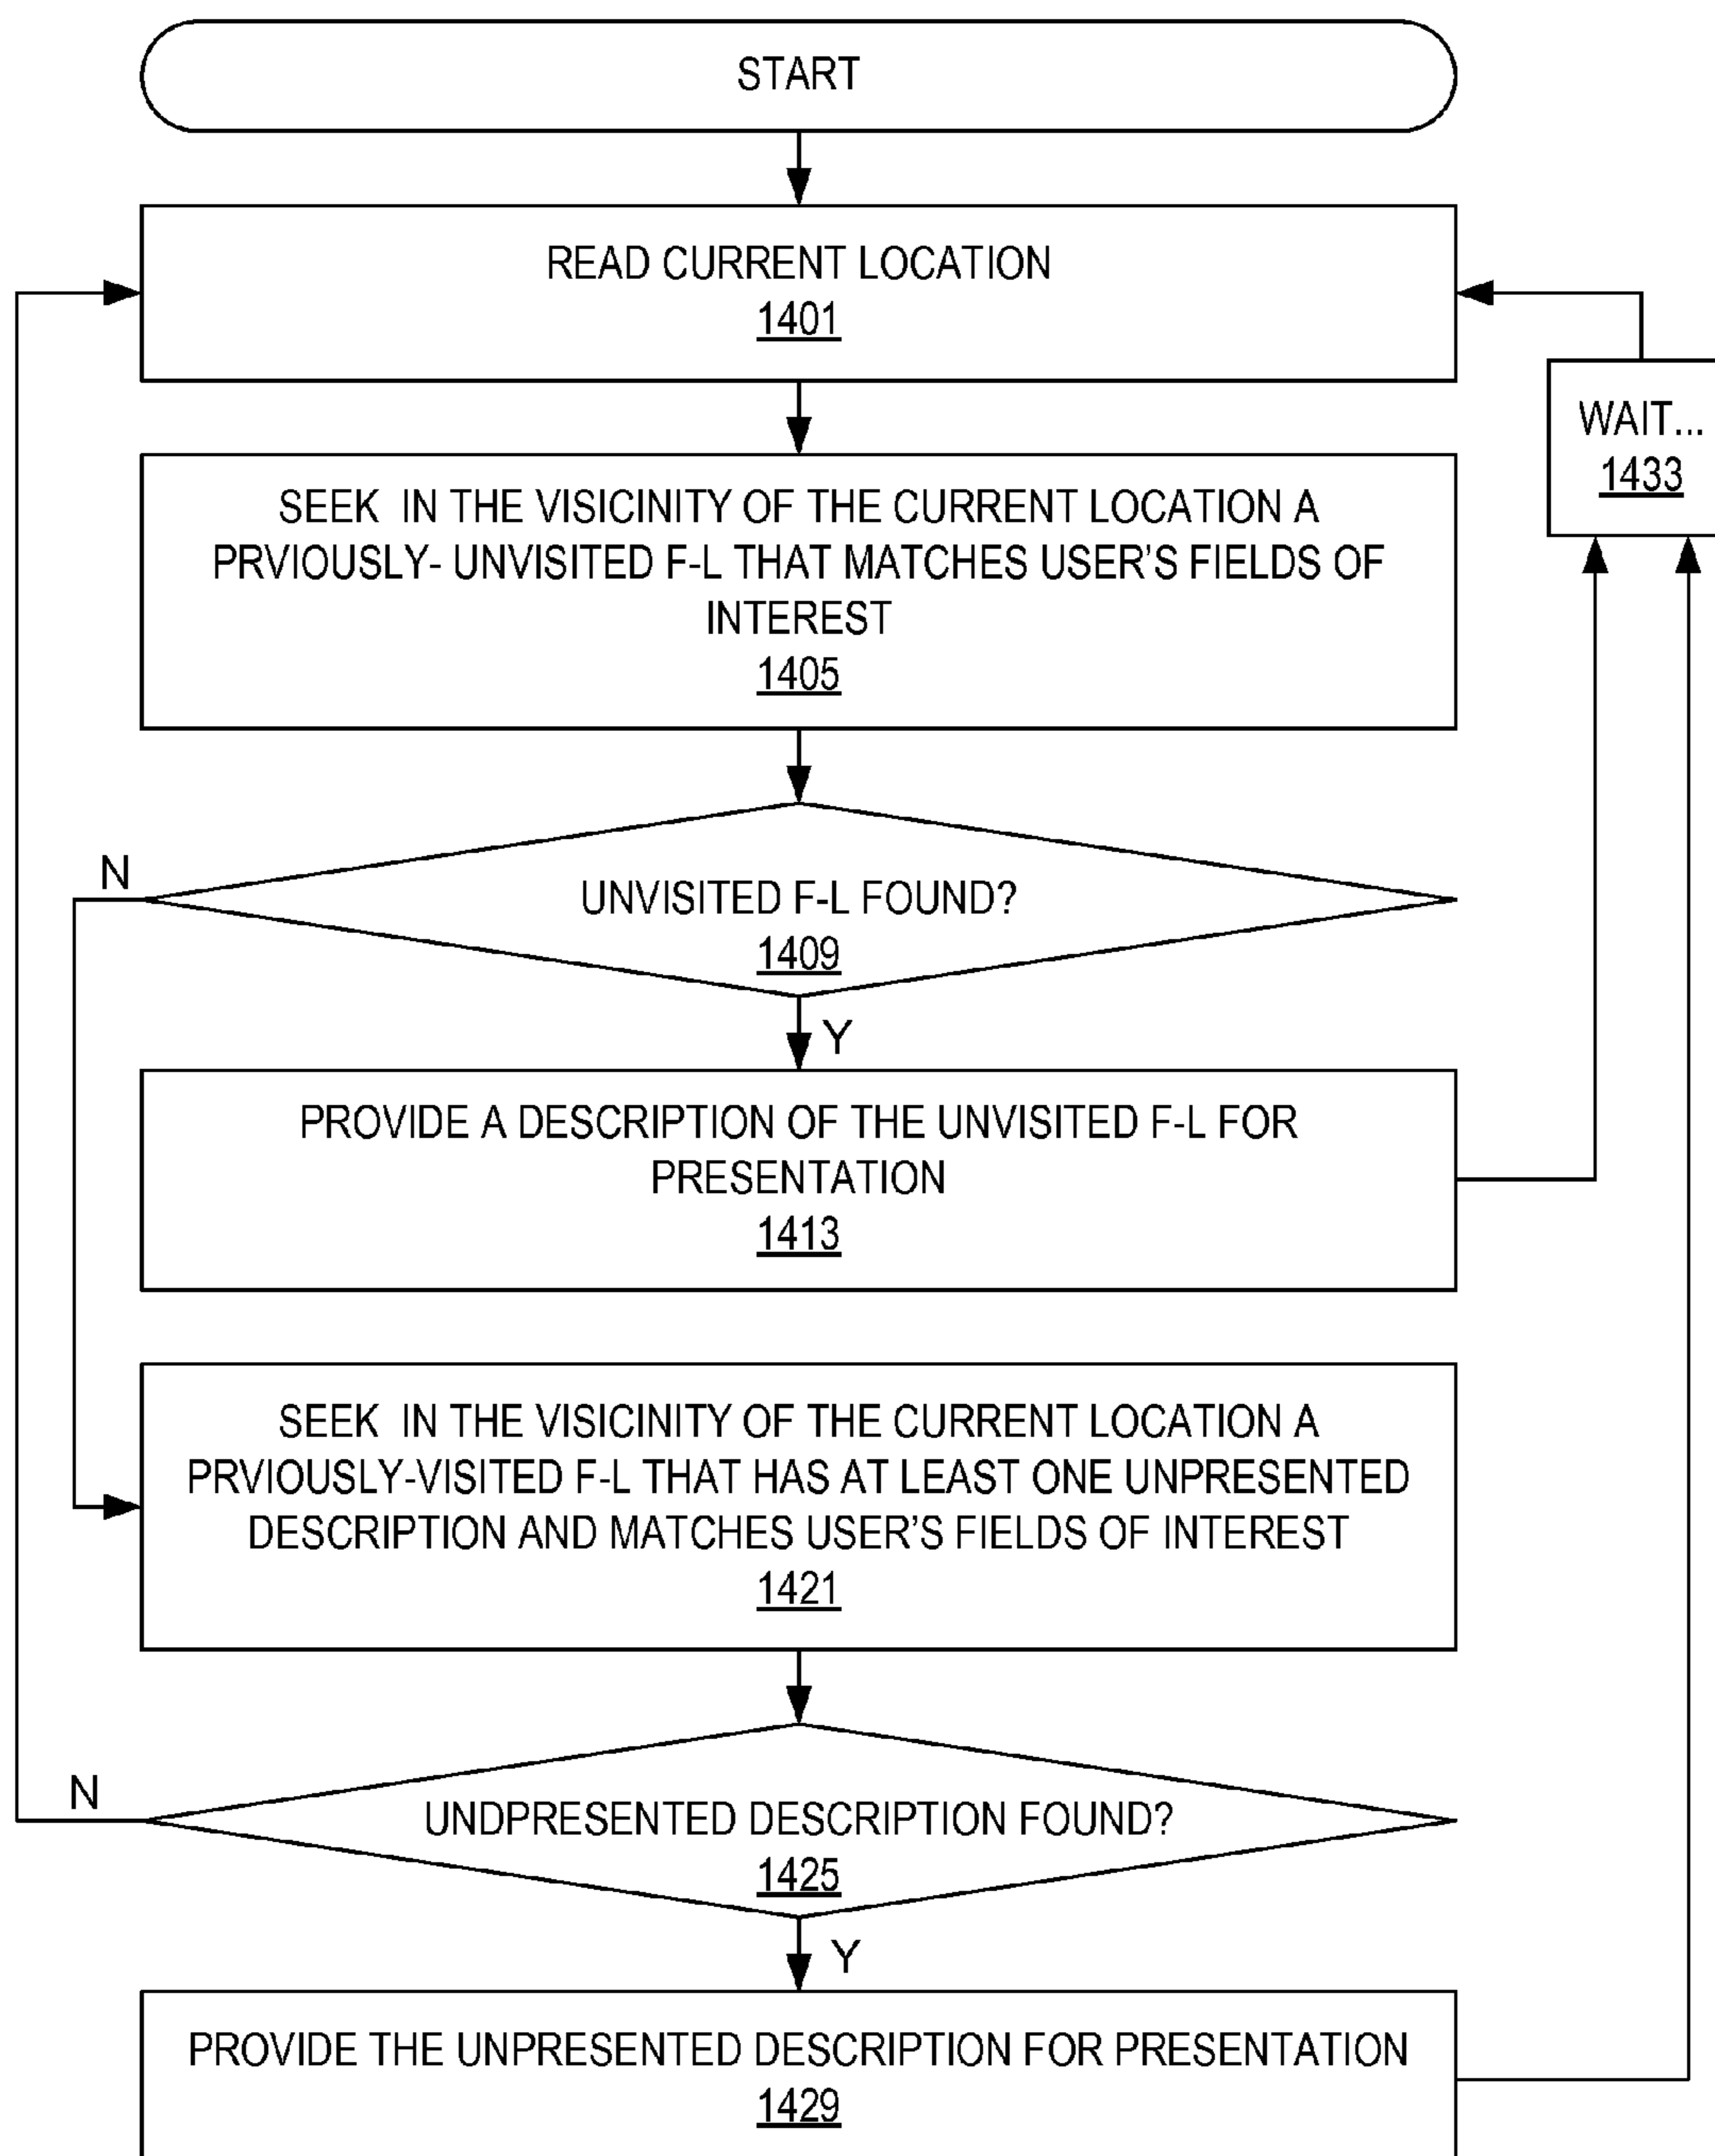 START
READ CURRENT LOCATION
1401
WAIT...
1433
SEEK IN THE VISICINITY OF THE CURRENT LOCATION A
PRVIOUSLY- UNVISITED F-L THAT MATCHES USER'S FIELDS OF
INTEREST
1405
N
UNVISITED F-L FOUND?
1409
Y
PROVIDE A DESCRIPTION OF THE UNVISITED F-L FOR
PRESENTATION
1413
SEEK IN THE VISICINITY OF THE CURRENT LOCATION A
PRVIOUSLY-VISITED F-L THAT HAS AT LEAST ONE UNPRESENTED
DESCRIPTION AND MATCHES USER'S FIELDS OF INTEREST
1421
N
UNDPRESENTED DESCRIPTION FOUND?
1425
Y
PROVIDE THE UNPRESENTED DESCRIPTION FOR PRESENTATION
1429